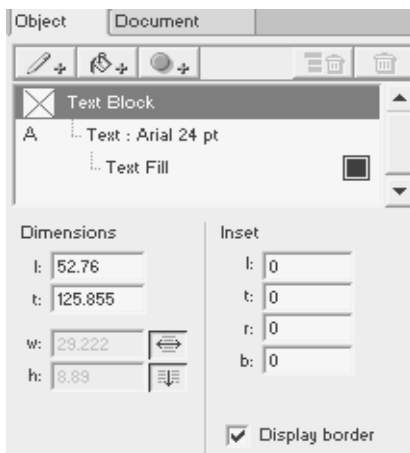 Object Document
Text Block
A Text : Arial 24 pt
Text Fill
Dimensions Inset
l: 52.76 l: 0
t: 125.855 t: 0
r: 0
w: 29.222 b: 0
h: 8.89
Display border